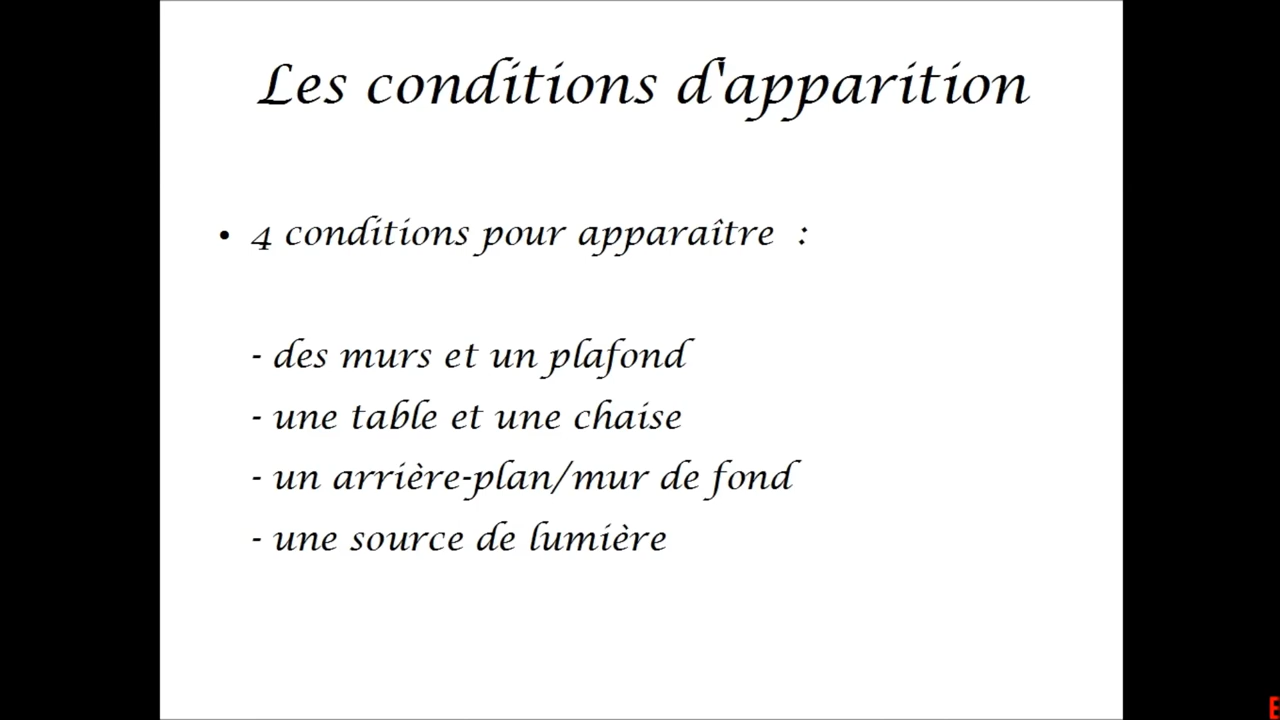 Les conditions d'apparition
• 4 conditions pour apparaître :
- des murs et un plafond
- une table et une chaise
- un arrière-plan/mur de fond
- une source de lumière